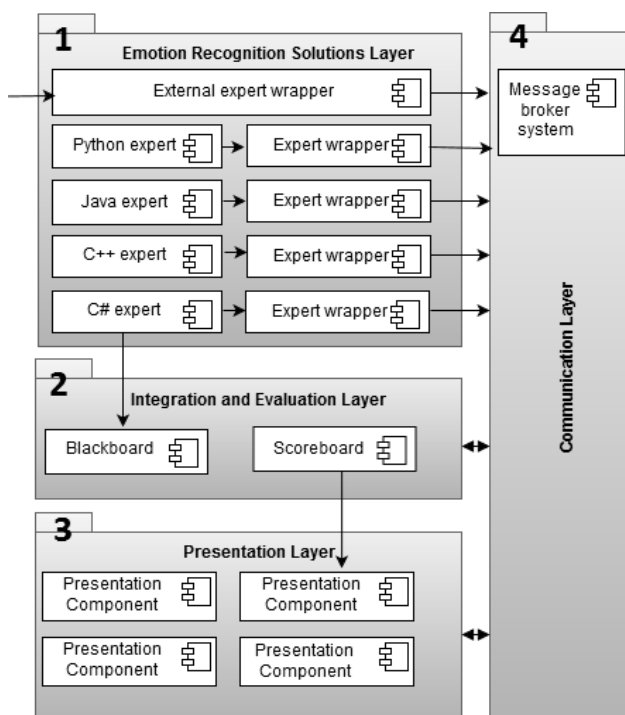 1
Emotion Recognition Solutions Layer
External expert wrapper
Python expert
Expert wrapper
Java expert
Expert wrapper
C++ expert
Expert wrapper
C# expert
Expert wrapper
2
Integration and Evaluation Layer
Blackboard
Scoreboard
3
Presentation Layer
Presentation
Component
Presentation
Component
Presentation
Component
Presentation
Component
4
Message
broker
system
Communication Layer